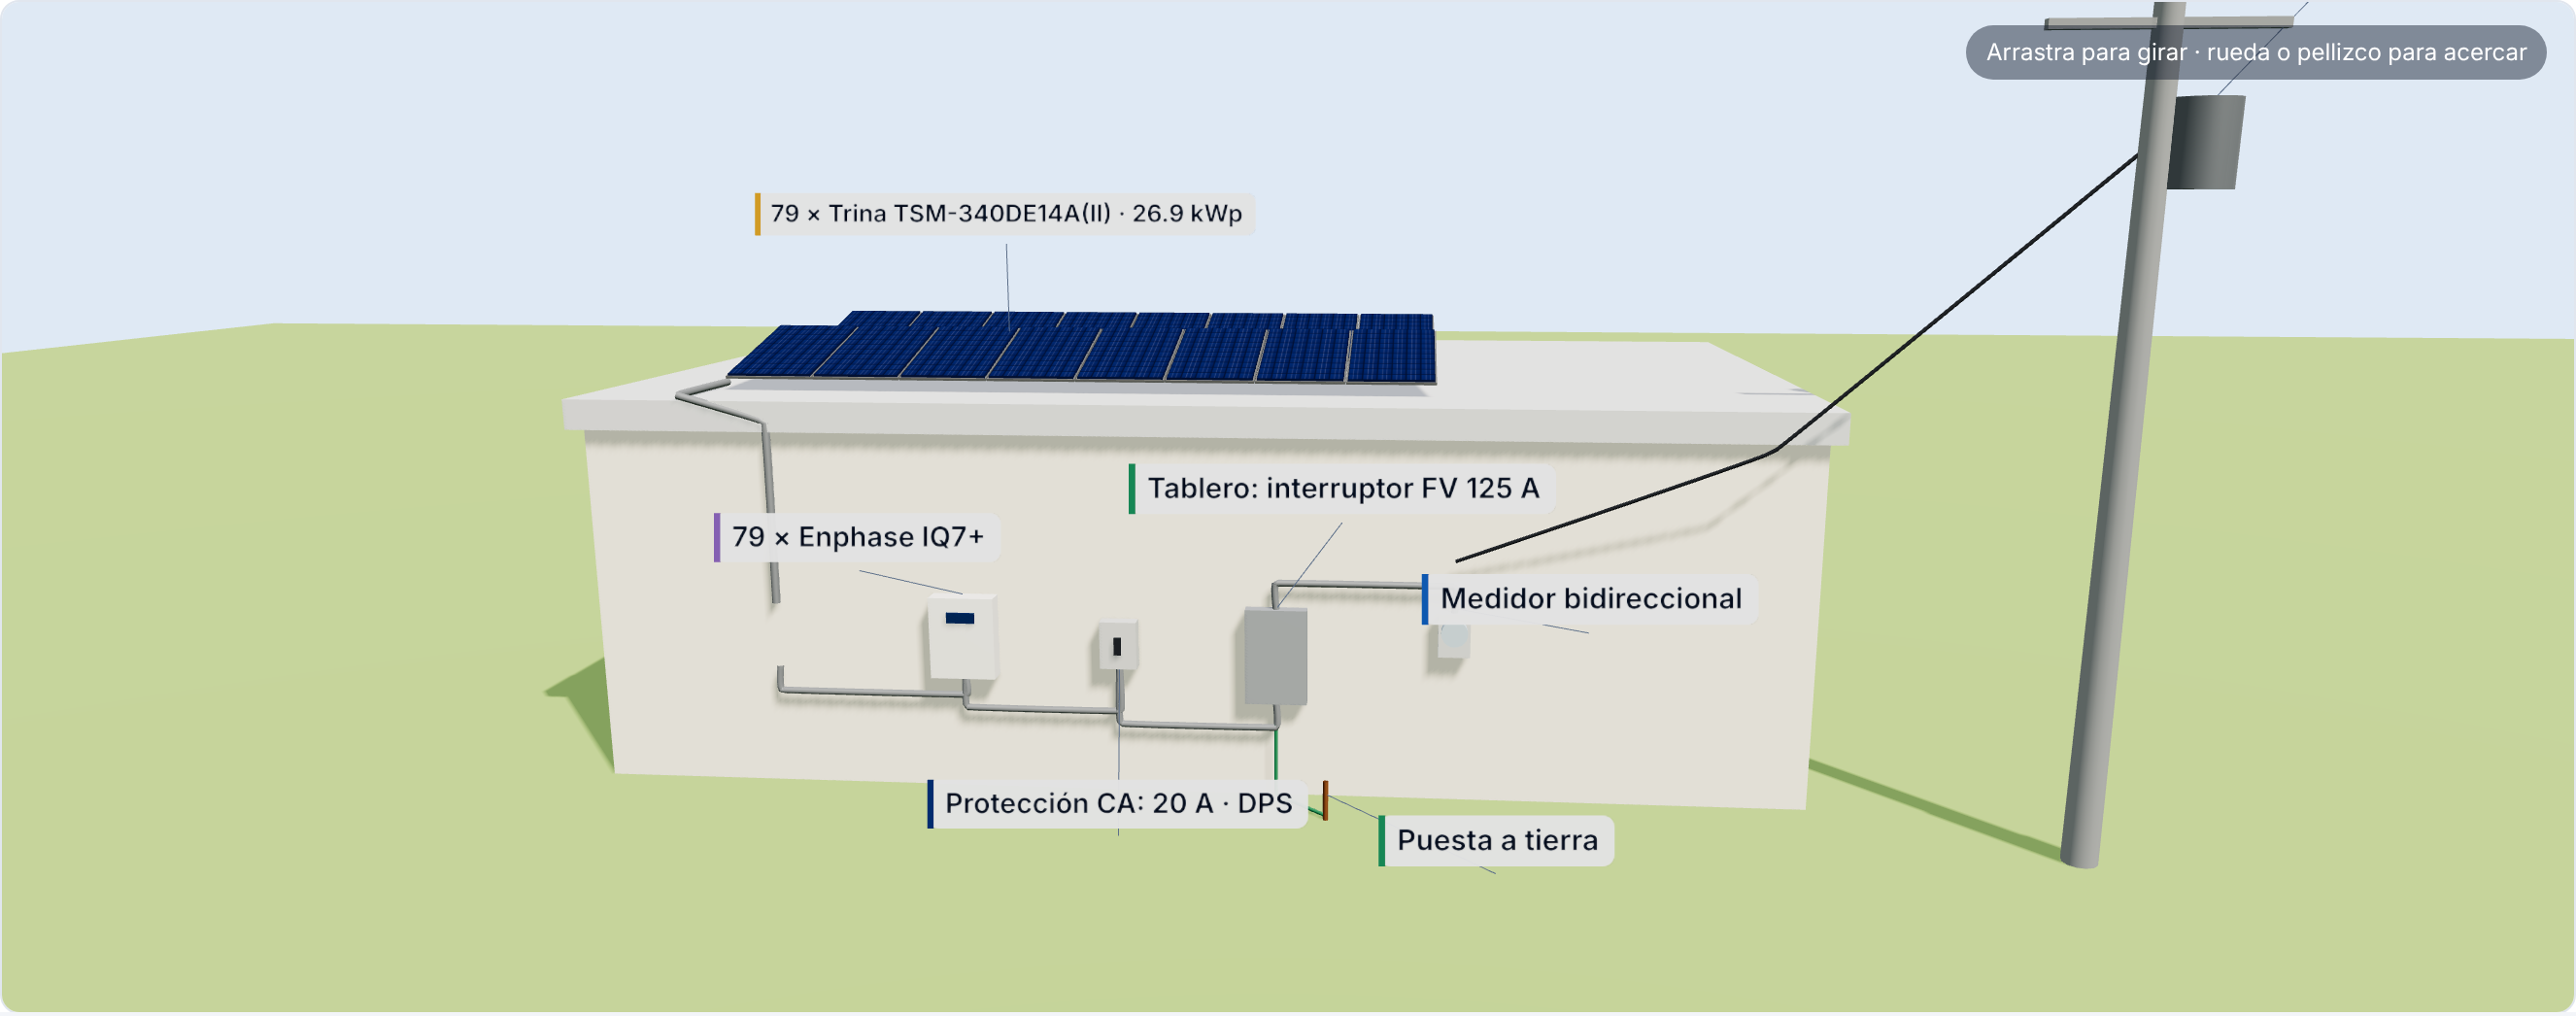 Arrastra para girar · rueda o pellizco para acercar
79 × Trina TSM-340DE14A(II) · 26.9 kWp
Tablero: interruptor FV 125 A
79 × Enphase IQ7+
Medidor bidireccional
Protección CA: 20 A · DPS
Puesta a tierra